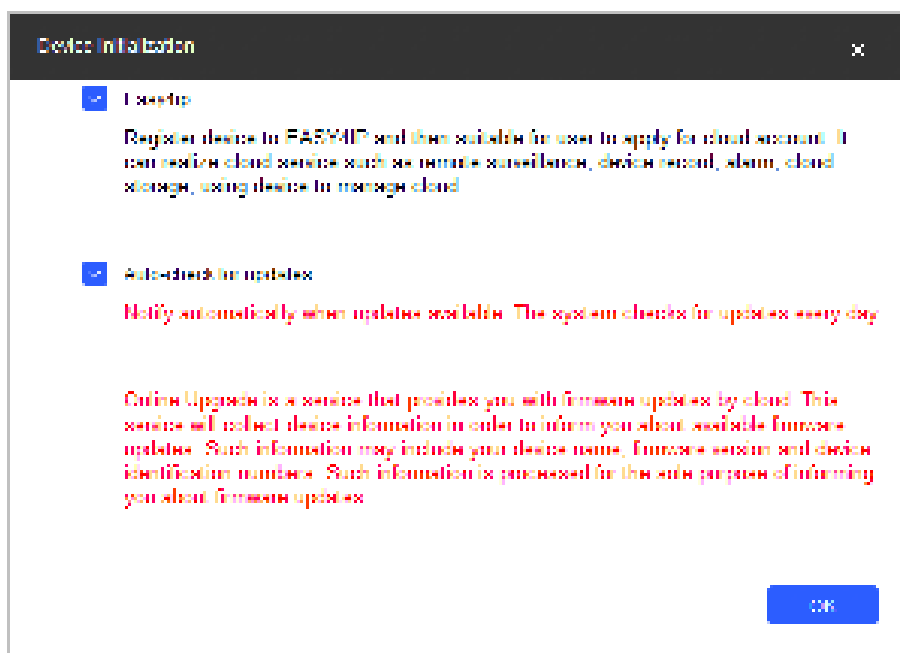 Device Initialization
Easy4ip
Register device to EASY4IP and then suitable for user to apply for cloud account. It
can realize cloud service such as remote surveillance, device record, alarm, cloud
storage, using device to manage cloud
Auto-check for updates
Notify automatically when updates available. The system checks for updates every day
Online Upgrade is a service that provides you with firmware updates by cloud. This
service will collect device information in order to inform you about available firmware
updates. Such information may include your device name, firmware version and device
identification numbers. Such information is processed for the sole purpose of informing
you about firmware updates
OK